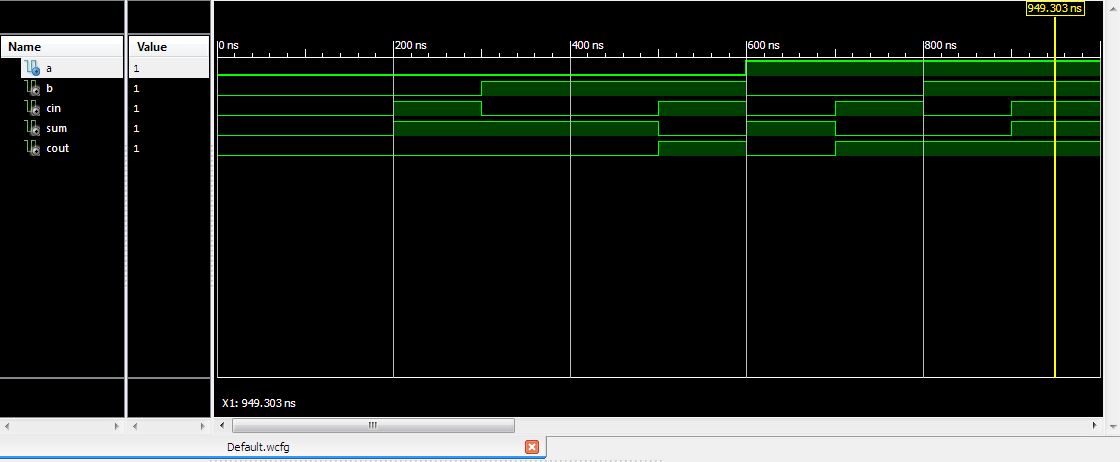 949.303 ns
Name Value
0 ns 200 ns 400 ns 600 ns 800 ns
a 1
b 1
cin 1
sum 1
cout 1
X1: 949.303 ns
Default.wcfg